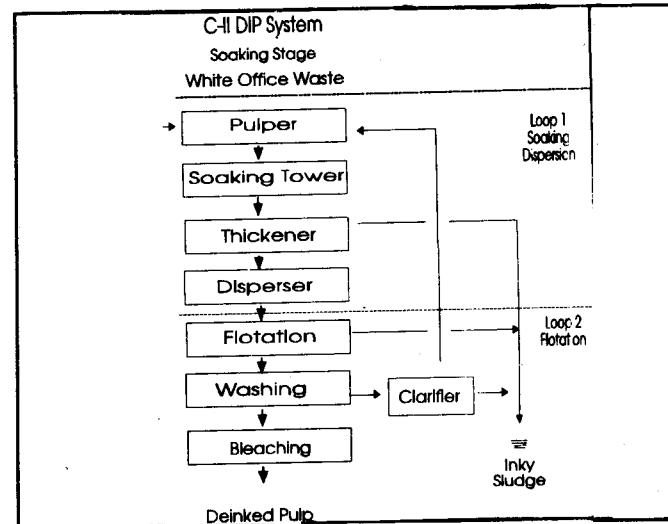 C-II DIP System
Soaking Stage
White Office Waste
Pulper
Loop 1
Soaking
Dispersion
Soaking Tower
Thickener
Disperser
Flotation
Loop 2
Flotation
Washing
Clarifier
Bleaching
Inky
Sludge
Deinked Pulp